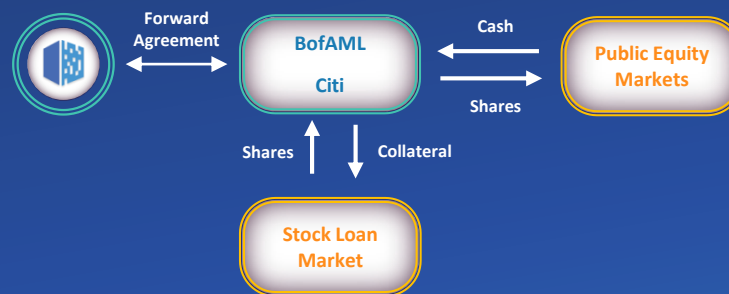 Forward
Agreement
BofAML
Citi
Cash
Public Equity
Markets
Shares
Shares
Collateral
Stock Loan
Market